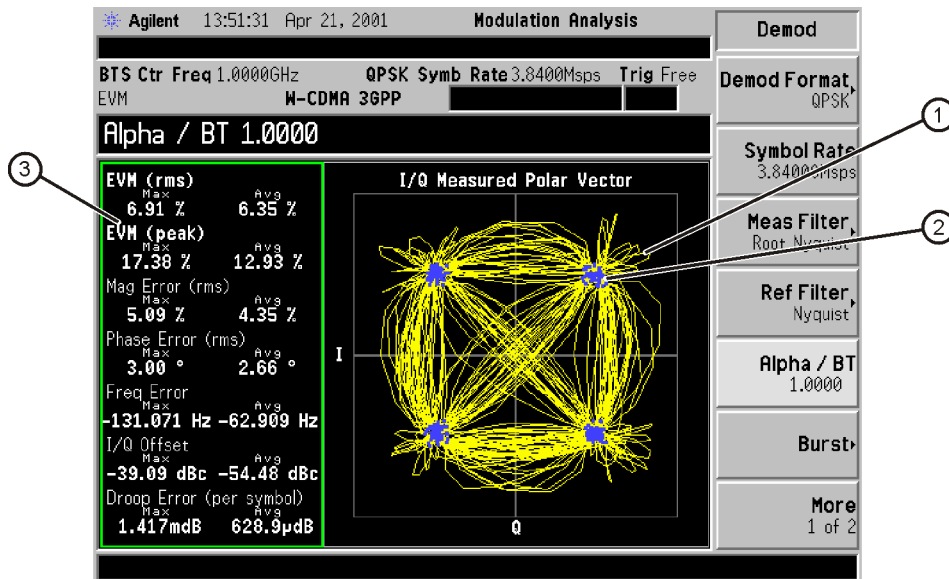 Agilent 13:51:31 Apr 21, 2001 Modulation Analysis
BTS Ctr Freq 1.0000GHz QPSK Symb Rate 3.8400Msps Trig Free
EVM W-CDMA 3GPP
Alpha / BT 1.0000
EVM (rms)
Max Avg
6.91 % 6.35 %
EVM (peak)
Max Avg
17.38 % 12.93 %
Mag Error (rms)
Max Avg
5.09 % 4.35 %
Phase Error (rms)
Max Avg
3.00 ° 2.66 °
Freq Error
Max Avg
-131.071 Hz -62.909 Hz
I/Q Offset
Max Avg
-39.09 dBc -54.48 dBc
Droop Error (per symbol)
Max Avg
1.417mdB 628.9µdB
I/Q Measured Polar Vector
I
Q
Demod
Demod Format
QPSK
Symbol Rate
3.84000Msps
Meas Filter
Root Nyquist
Ref Filter
Nyquist
Alpha / BT
1.0000
Burst
More
1 of 2
1
2
3